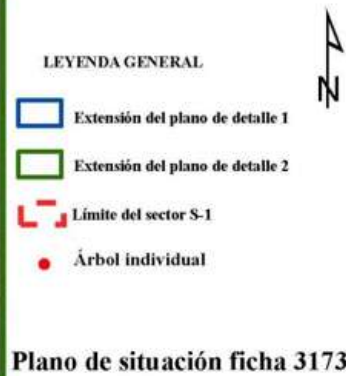 N
LEYENDA GENERAL
Extensión del plano de detalle 1
Extensión del plano de detalle 2
Límite del sector S-1
Árbol individual
Plano de situación ficha 3173